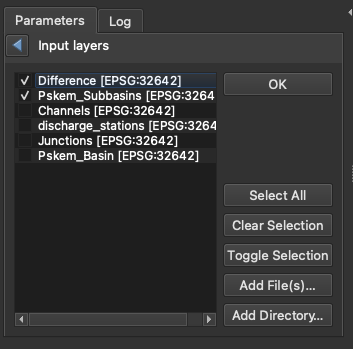 Parameters
Log
Input layers
Difference [EPSG:32642]
Pskem_Subbasins [EPSG:3264
Channels [EPSG:32642]
discharge_stations [EPSG:3264
Junctions [EPSG:32642]
Pskem_Basin [EPSG:32642]
OK
Select All
Clear Selection
Toggle Selection
Add File(s)...
Add Directory...